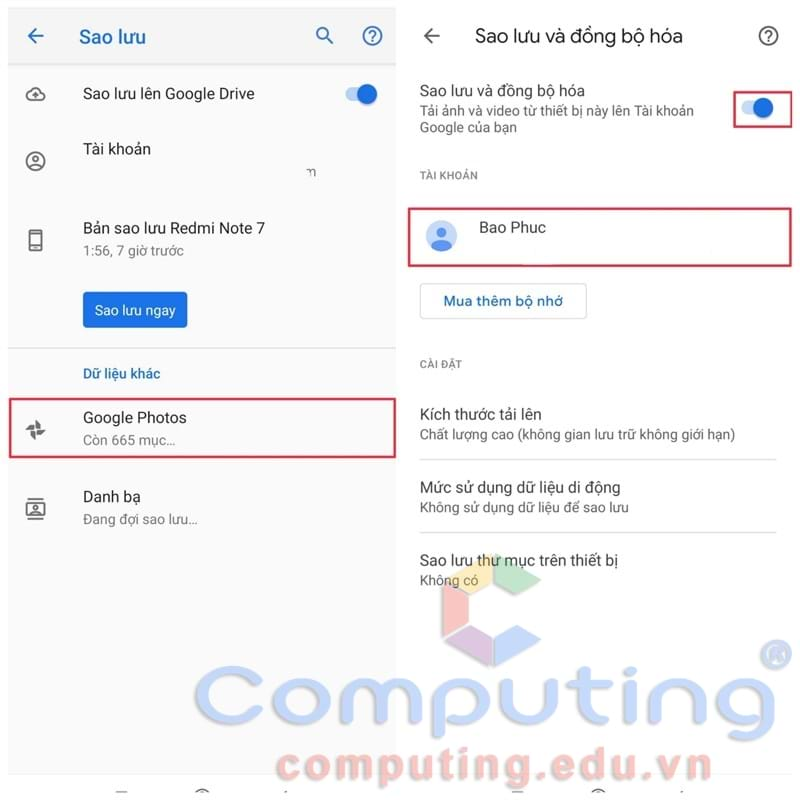 Sao lưu
Sao lưu lên Google Drive
Tài khoản
m
Bản sao lưu Redmi Note 7
1:56, 7 giờ trước
Sao lưu ngay
Dữ liệu khác
Google Photos
Còn 665 mục...
Danh bạ
Đang đợi sao lưu...
Sao lưu và đồng bộ hóa
Sao lưu và đồng bộ hóa
Tải ảnh và video từ thiết bị này lên Tài khoản
Google của bạn
TÀI KHOẢN
Bao Phuc
Mua thêm bộ nhớ
CÀI ĐẶT
Kích thước tải lên
Chất lượng cao (không gian lưu trữ không giới hạn)
Mức sử dụng dữ liệu di động
Không sử dụng dữ liệu để sao lưu
Sao lưu thư mục trên thiết bị
Không có
Computing ®
computing.edu.vn